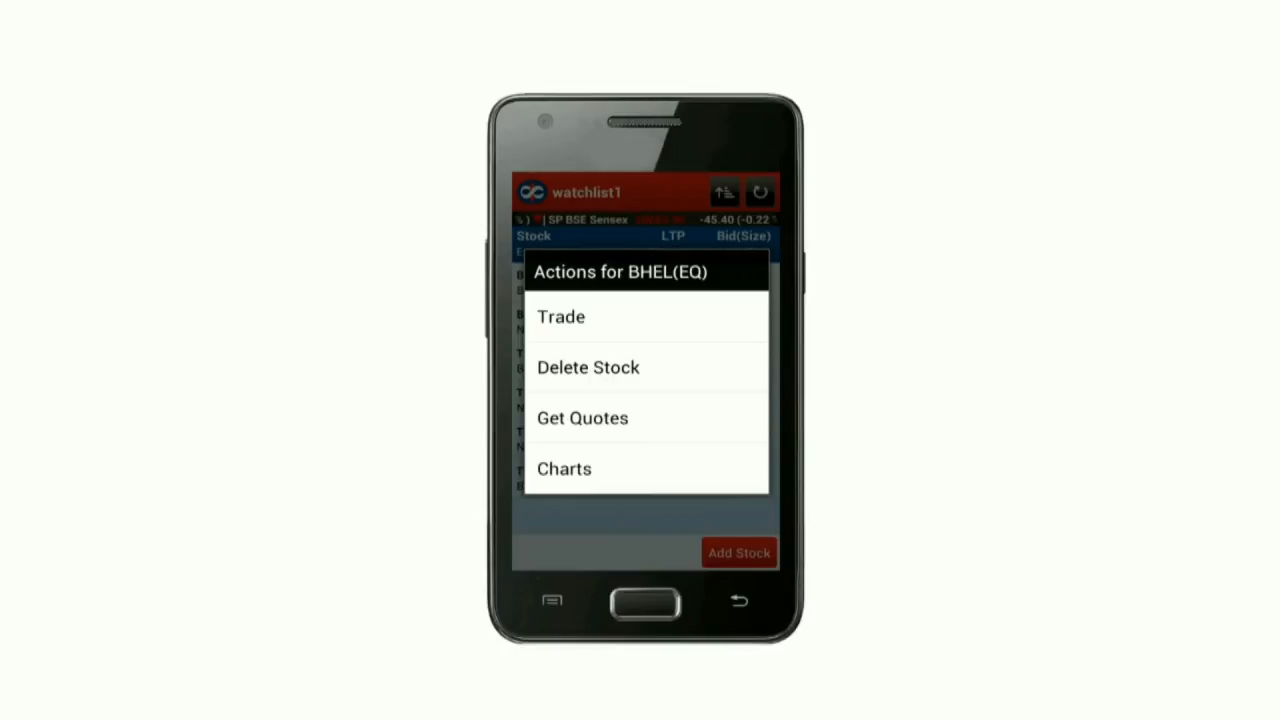 watchlist1
%) | SP BSE Sensex -45.40 (-0.22 %
Stock LTP Bid(Size)
Actions for BHEL(EQ)
Trade
Delete Stock
Get Quotes
Charts
Add Stock